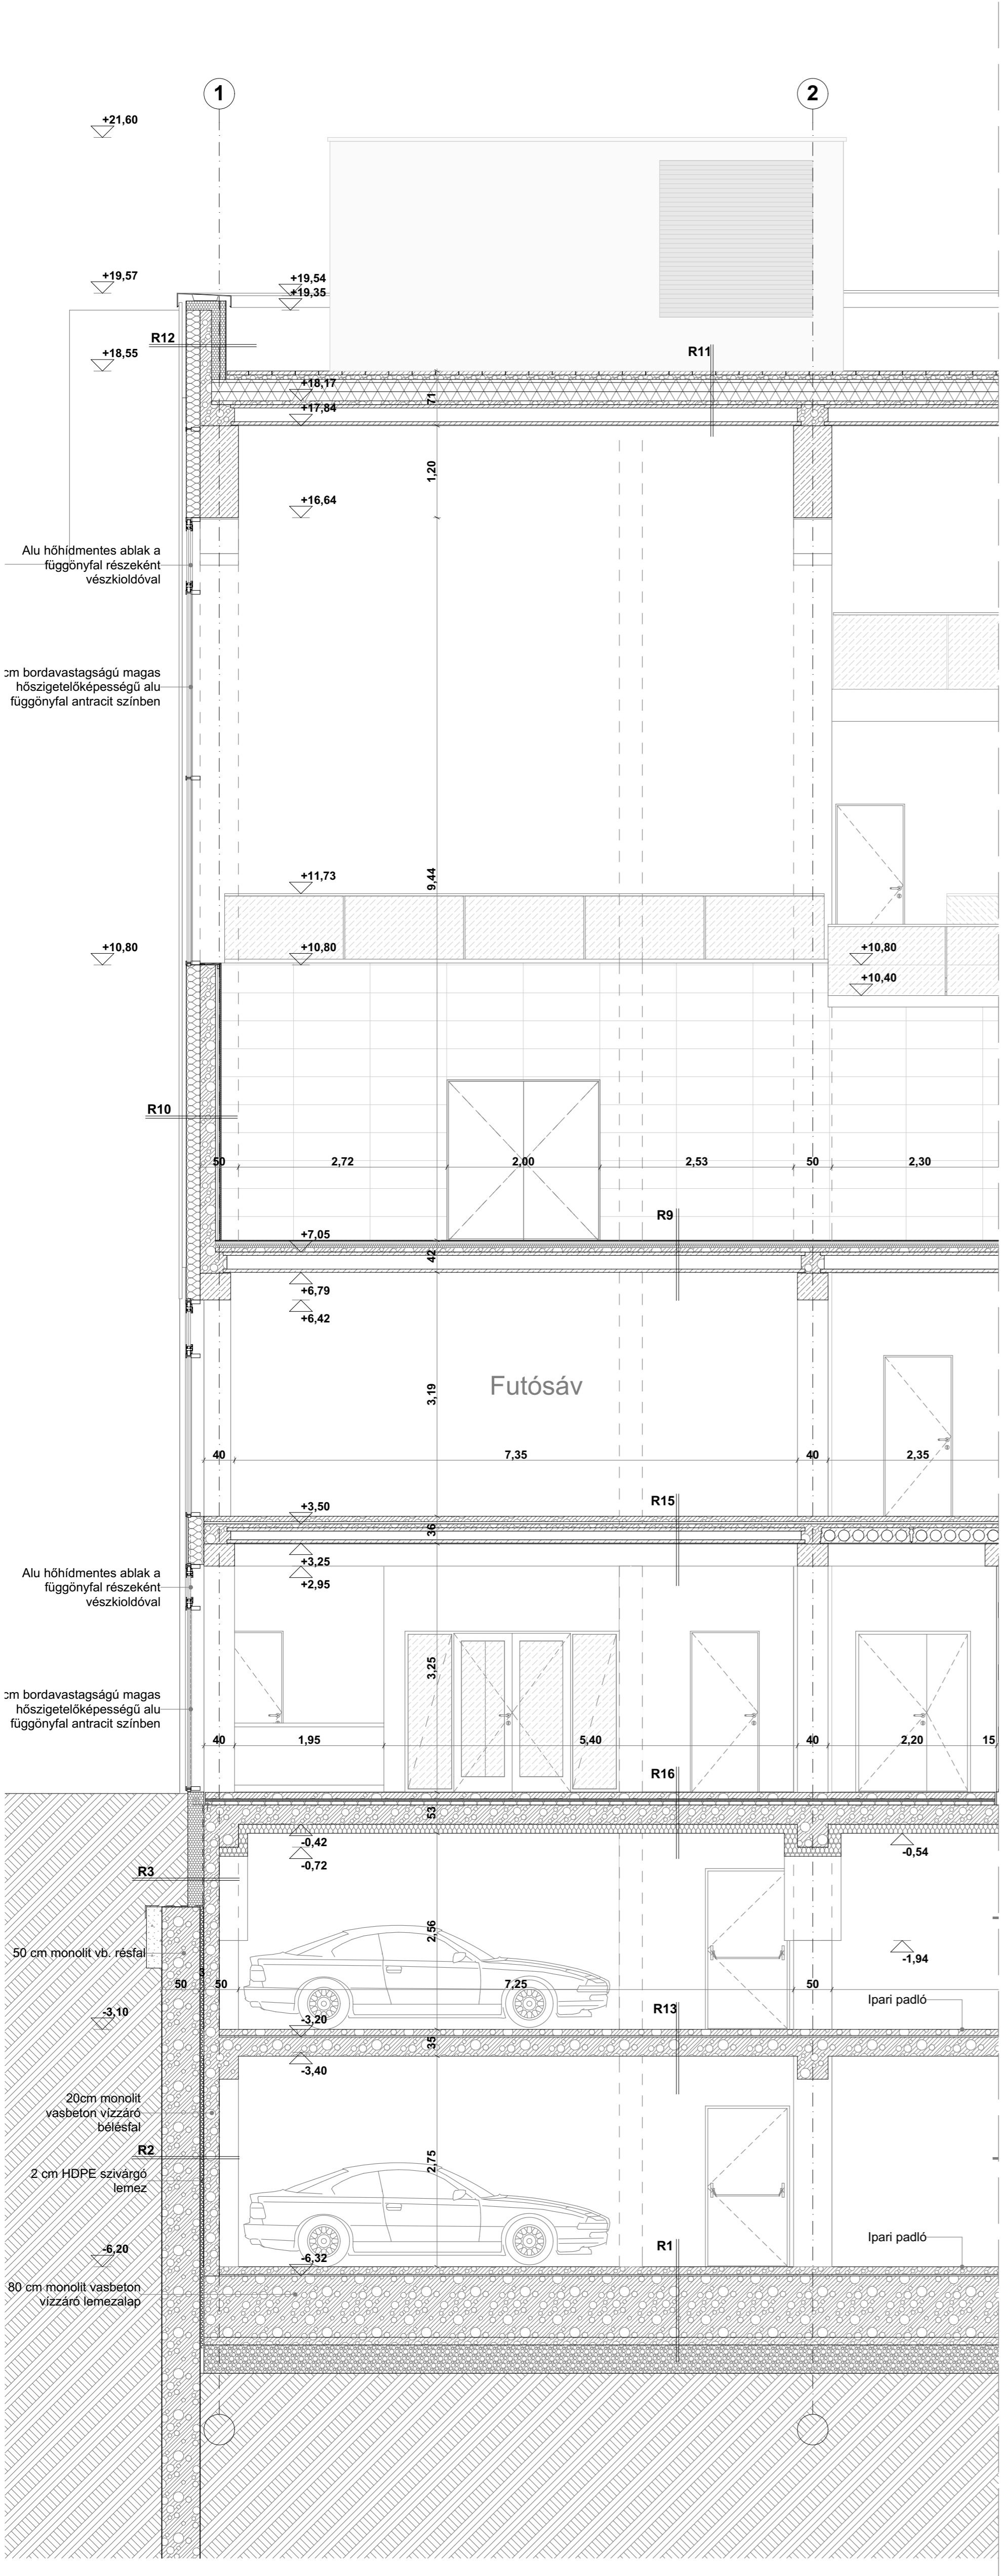 1
2
+21,60
+19,57
+19,54
+19,35
R12
R11
+18,55
+18,17
71
+17,84
1,20
+16,64
Alu hőhídmentes ablak a
függönyfal részeként
vészkioldóval
cm bordavastagságú magas
hőszigetelőképességű alu
függönyfal antracit színben
+11,73
9,44
+10,80
+10,80
+10,80
+10,40
R10
50
2,72
2,00
2,53
50
2,30
R9
+7,05
42
+6,79
+6,42
Futósáv
3,19
40
7,35
40
2,35
R15
+3,50
36
+3,25
+2,95
Alu hőhídmentes ablak a
függönyfal részeként
vészkioldóval
3,25
cm bordavastagságú magas
hőszigetelőképességű alu
függönyfal antracit színben
40
1,95
5,40
40
2,20
15
R16
53
-0,42
-0,72
-0,54
R3
2,56
50 cm monolit vb. résfal
-1,94
3
50
50
7,25
50
Ipari padló
R13
-3,10
-3,20
35
-3,40
20cm monolit
vasbeton vízzáró
bélésfal
R2
2,75
2 cm HDPE szivárgó
lemez
Ipari padló
R1
-6,20
-6,32
80 cm monolit vasbeton
vízzáró lemezalap